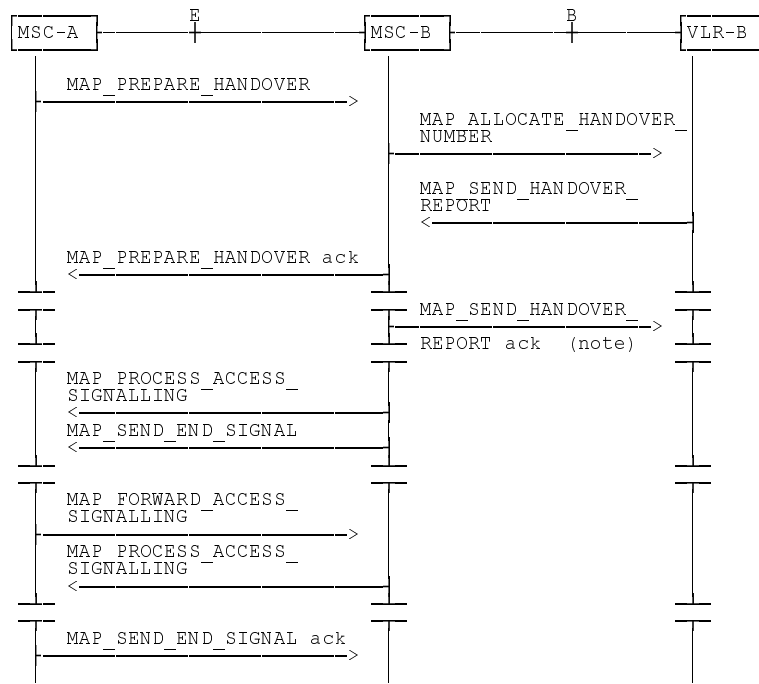 E
B
MSC-A
MSC-B
VLR-B
MAP_PREPARE_HANDOVER
MAP_ALLOCATE_HANDOVER_
NUMBER
MAP_SEND_HANDOVER_
REPORT
MAP_PREPARE_HANDOVER ack
MAP_SEND_HANDOVER_
REPORT ack (note)
MAP_PROCESS_ACCESS_
SIGNALLING
MAP_SEND_END_SIGNAL
MAP_FORWARD_ACCESS_
SIGNALLING
MAP_PROCESS_ACCESS_
SIGNALLING
MAP_SEND_END_SIGNAL ack